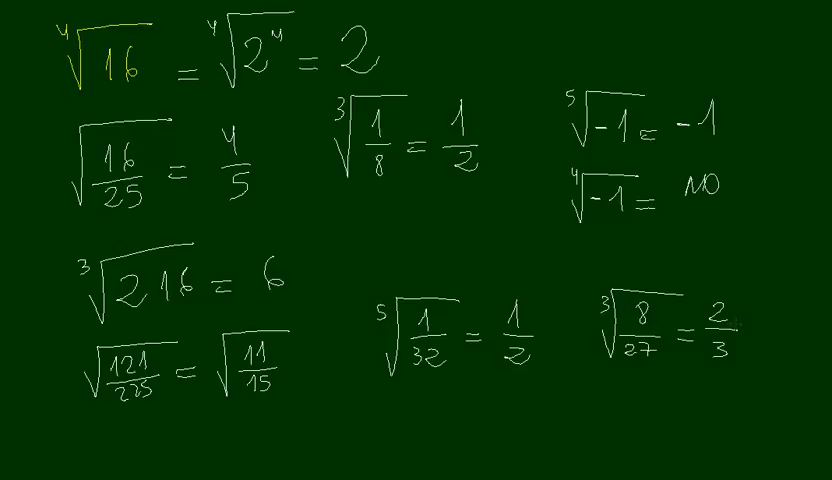 ⁴√16 = ⁴√2⁴ = 2
√(16/25) = 4/5
³√(1/8) = 1/2
⁵√-1 = -1
⁴√-1 = NO
³√216 = 6
√(121/225) = √(11/15)
⁵√(1/32) = 1/2
³√(8/27) = 2/3